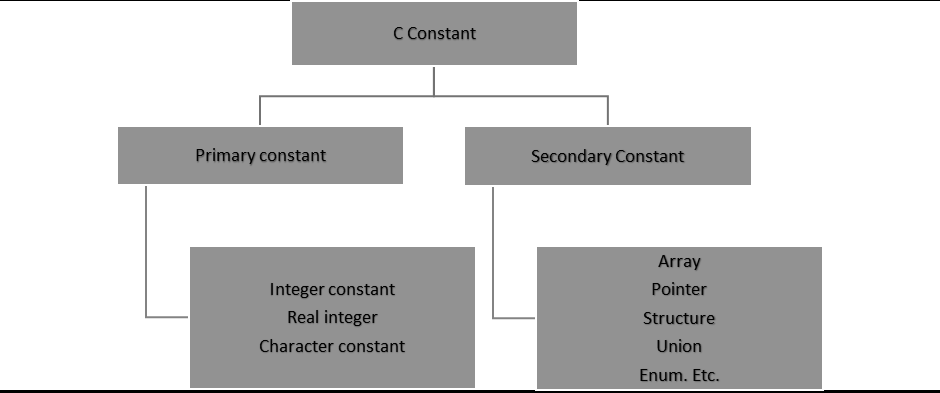 C Constant
Primary constant
Secondary Constant
Integer constant
Real integer
Character constant
Array
Pointer
Structure
Union
Enum. Etc.